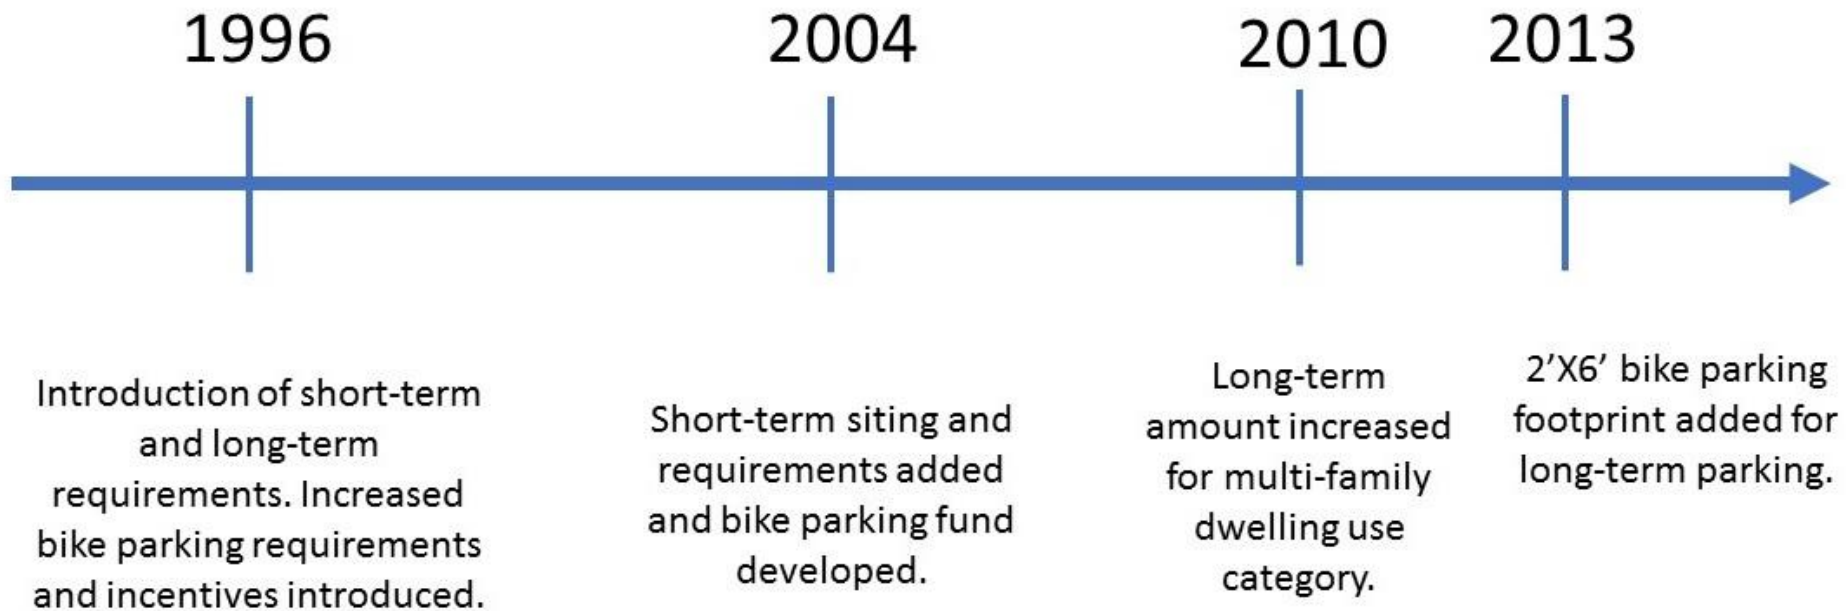 1996
Introduction of short-term
and long-term
requirements. Increased
bike parking requirements
and incentives introduced.
2004
Short-term siting and
requirements added
and bike parking fund
developed.
2010
Long-term
amount increased
for multi-family
dwelling use
category.
2013
2’X6’ bike parking
footprint added for
long-term parking.